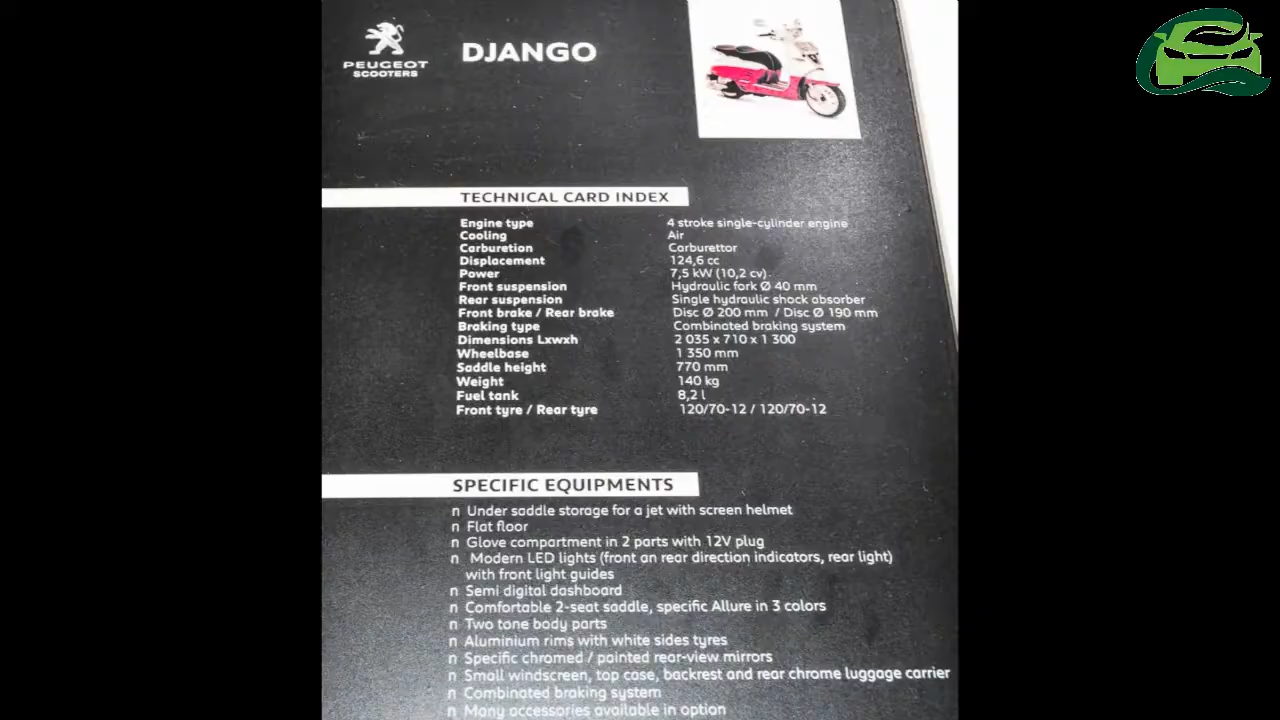 PEUGEOT
SCOOTERS
DJANGO
TECHNICAL CARD INDEX
Engine type 4 stroke single-cylinder engine
Cooling Air
Carburetion Carburettor
Displacement 124,6 cc
Power 7,5 kW (10,2 cv)
Front suspension Hydraulic fork Ø 40 mm
Rear suspension Single hydraulic shock absorber
Front brake / Rear brake Disc Ø 200 mm / Disc Ø 190 mm
Braking type Combinated braking system
Dimensions Lxwxh 2 035 x 710 x 1 300
Wheelbase 1 350 mm
Saddle height 770 mm
Weight 140 kg
Fuel tank 8,2 l
Front tyre / Rear tyre 120/70-12 / 120/70-12
SPECIFIC EQUIPMENTS
n Under saddle storage for a jet with screen helmet
n Flat floor
n Glove compartment in 2 parts with 12V plug
n Modern LED lights (front an rear direction indicators, rear light)
with front light guides
n Semi digital dashboard
n Comfortable 2-seat saddle, specific Allure in 3 colors
n Two tone body parts
n Aluminium rims with white sides tyres
n Specific chromed / painted rear-view mirrors
n Small windscreen, top case, backrest and rear chrome luggage carrier
n Combinated braking system
n Many accessories available in option